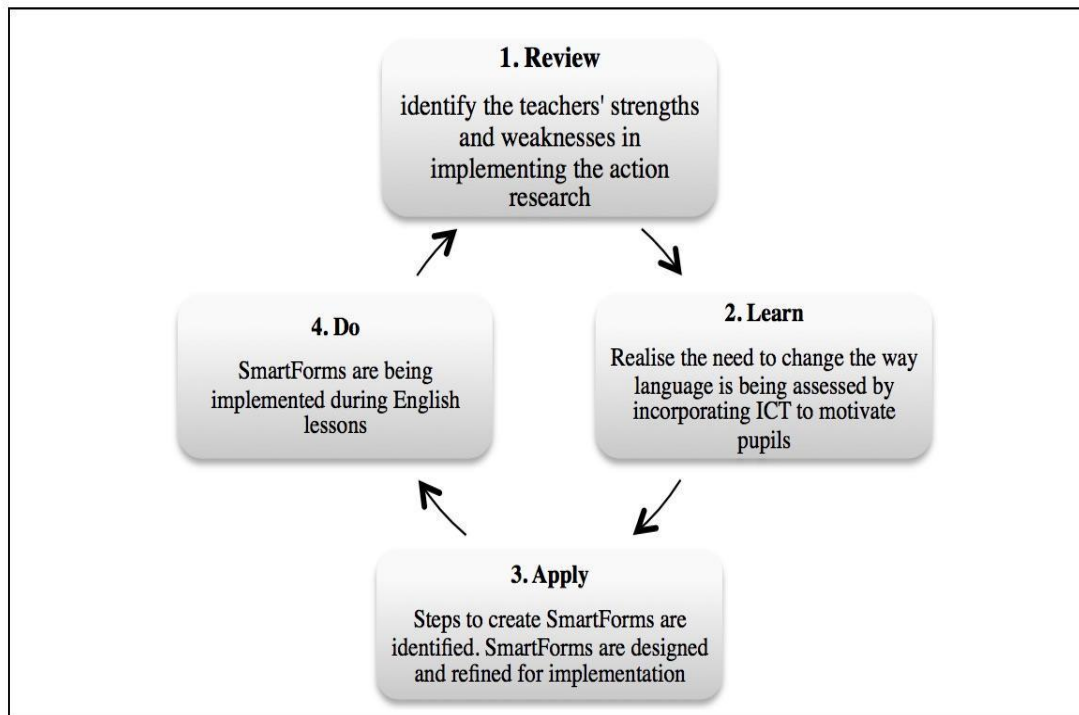 1. Review
identify the teachers' strengths
and weaknesses in
implementing the action
research
2. Learn
Realise the need to change the way
language is being assessed by
incorporating ICT to motivate
pupils
3. Apply
Steps to create SmartForms are
identified. SmartForms are designed
and refined for implementation
4. Do
SmartForms are being
implemented during English
lessons